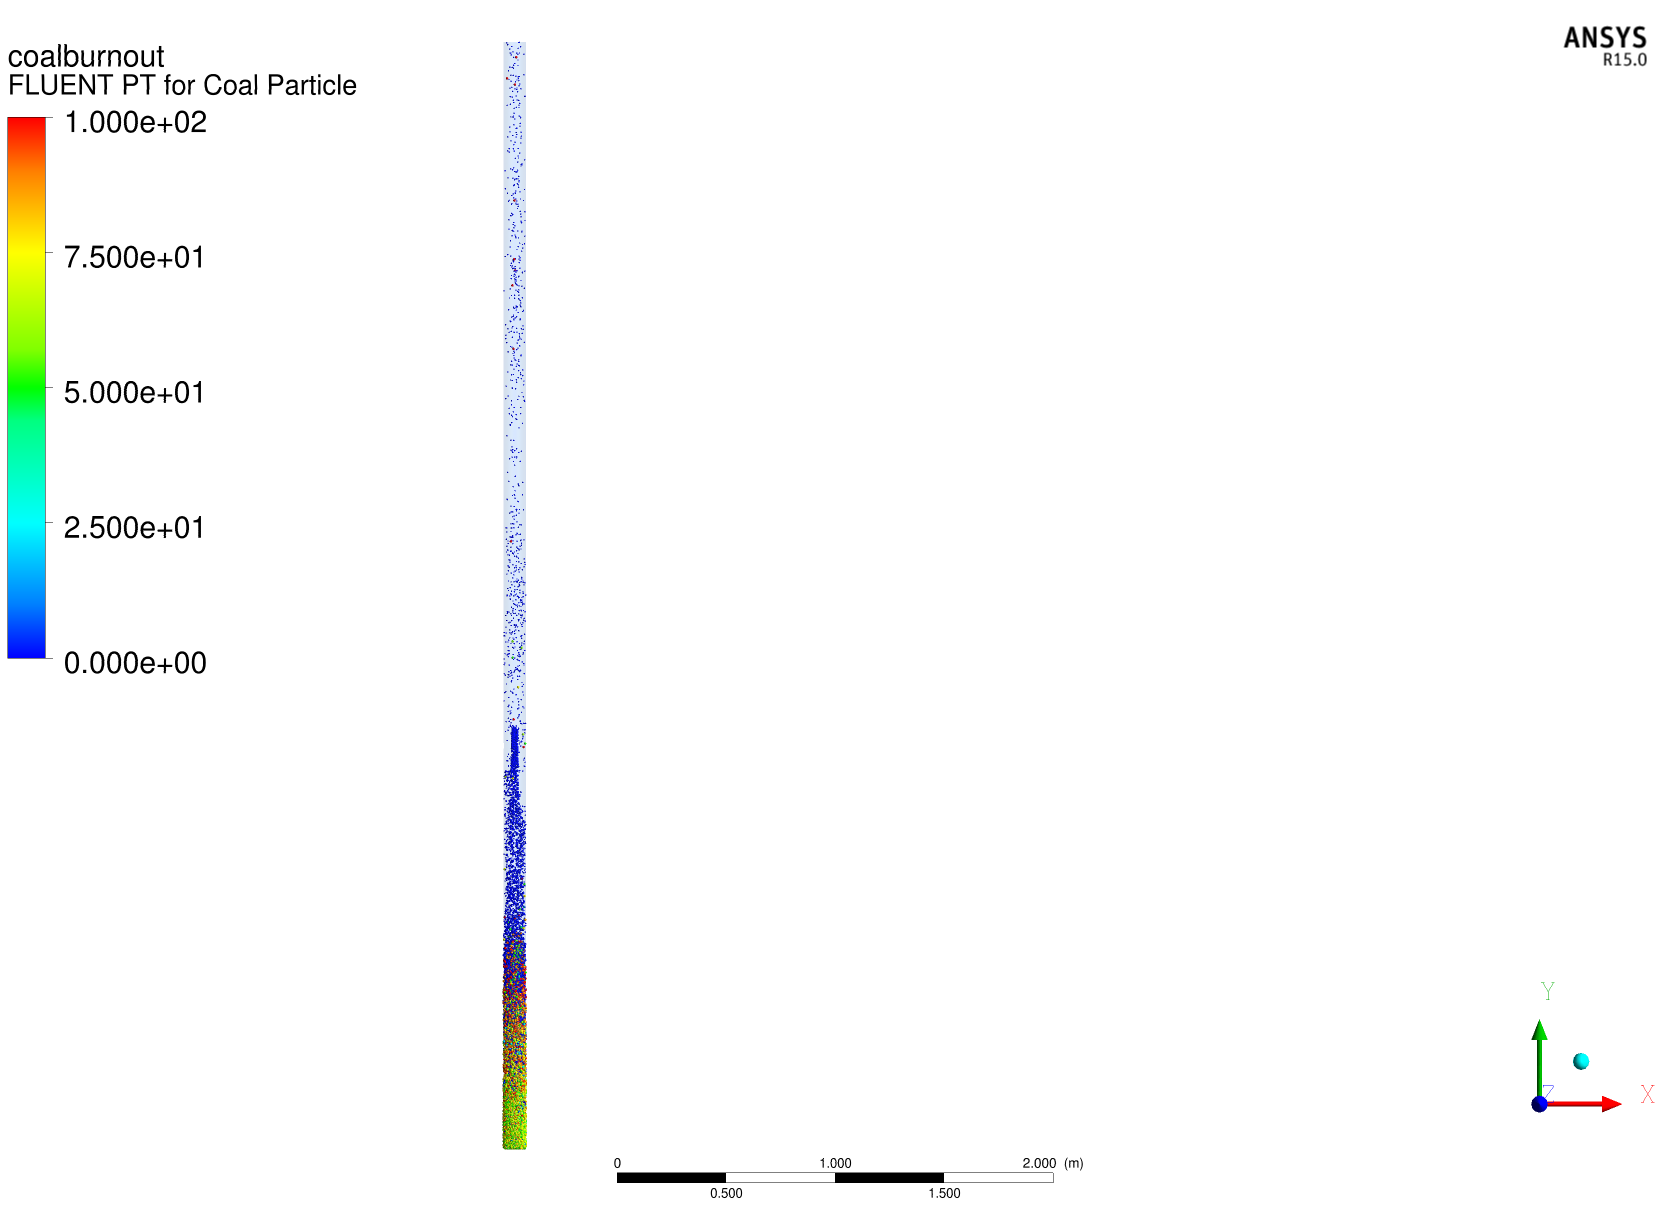 coalburnout
FLUENT PT for Coal Particle
1.000e+02
7.500e+01
5.000e+01
2.500e+01
0.000e+00
ANSYS
R15.0
Y
Z
X
0 1.000 2.000 (m)
0.500 1.500